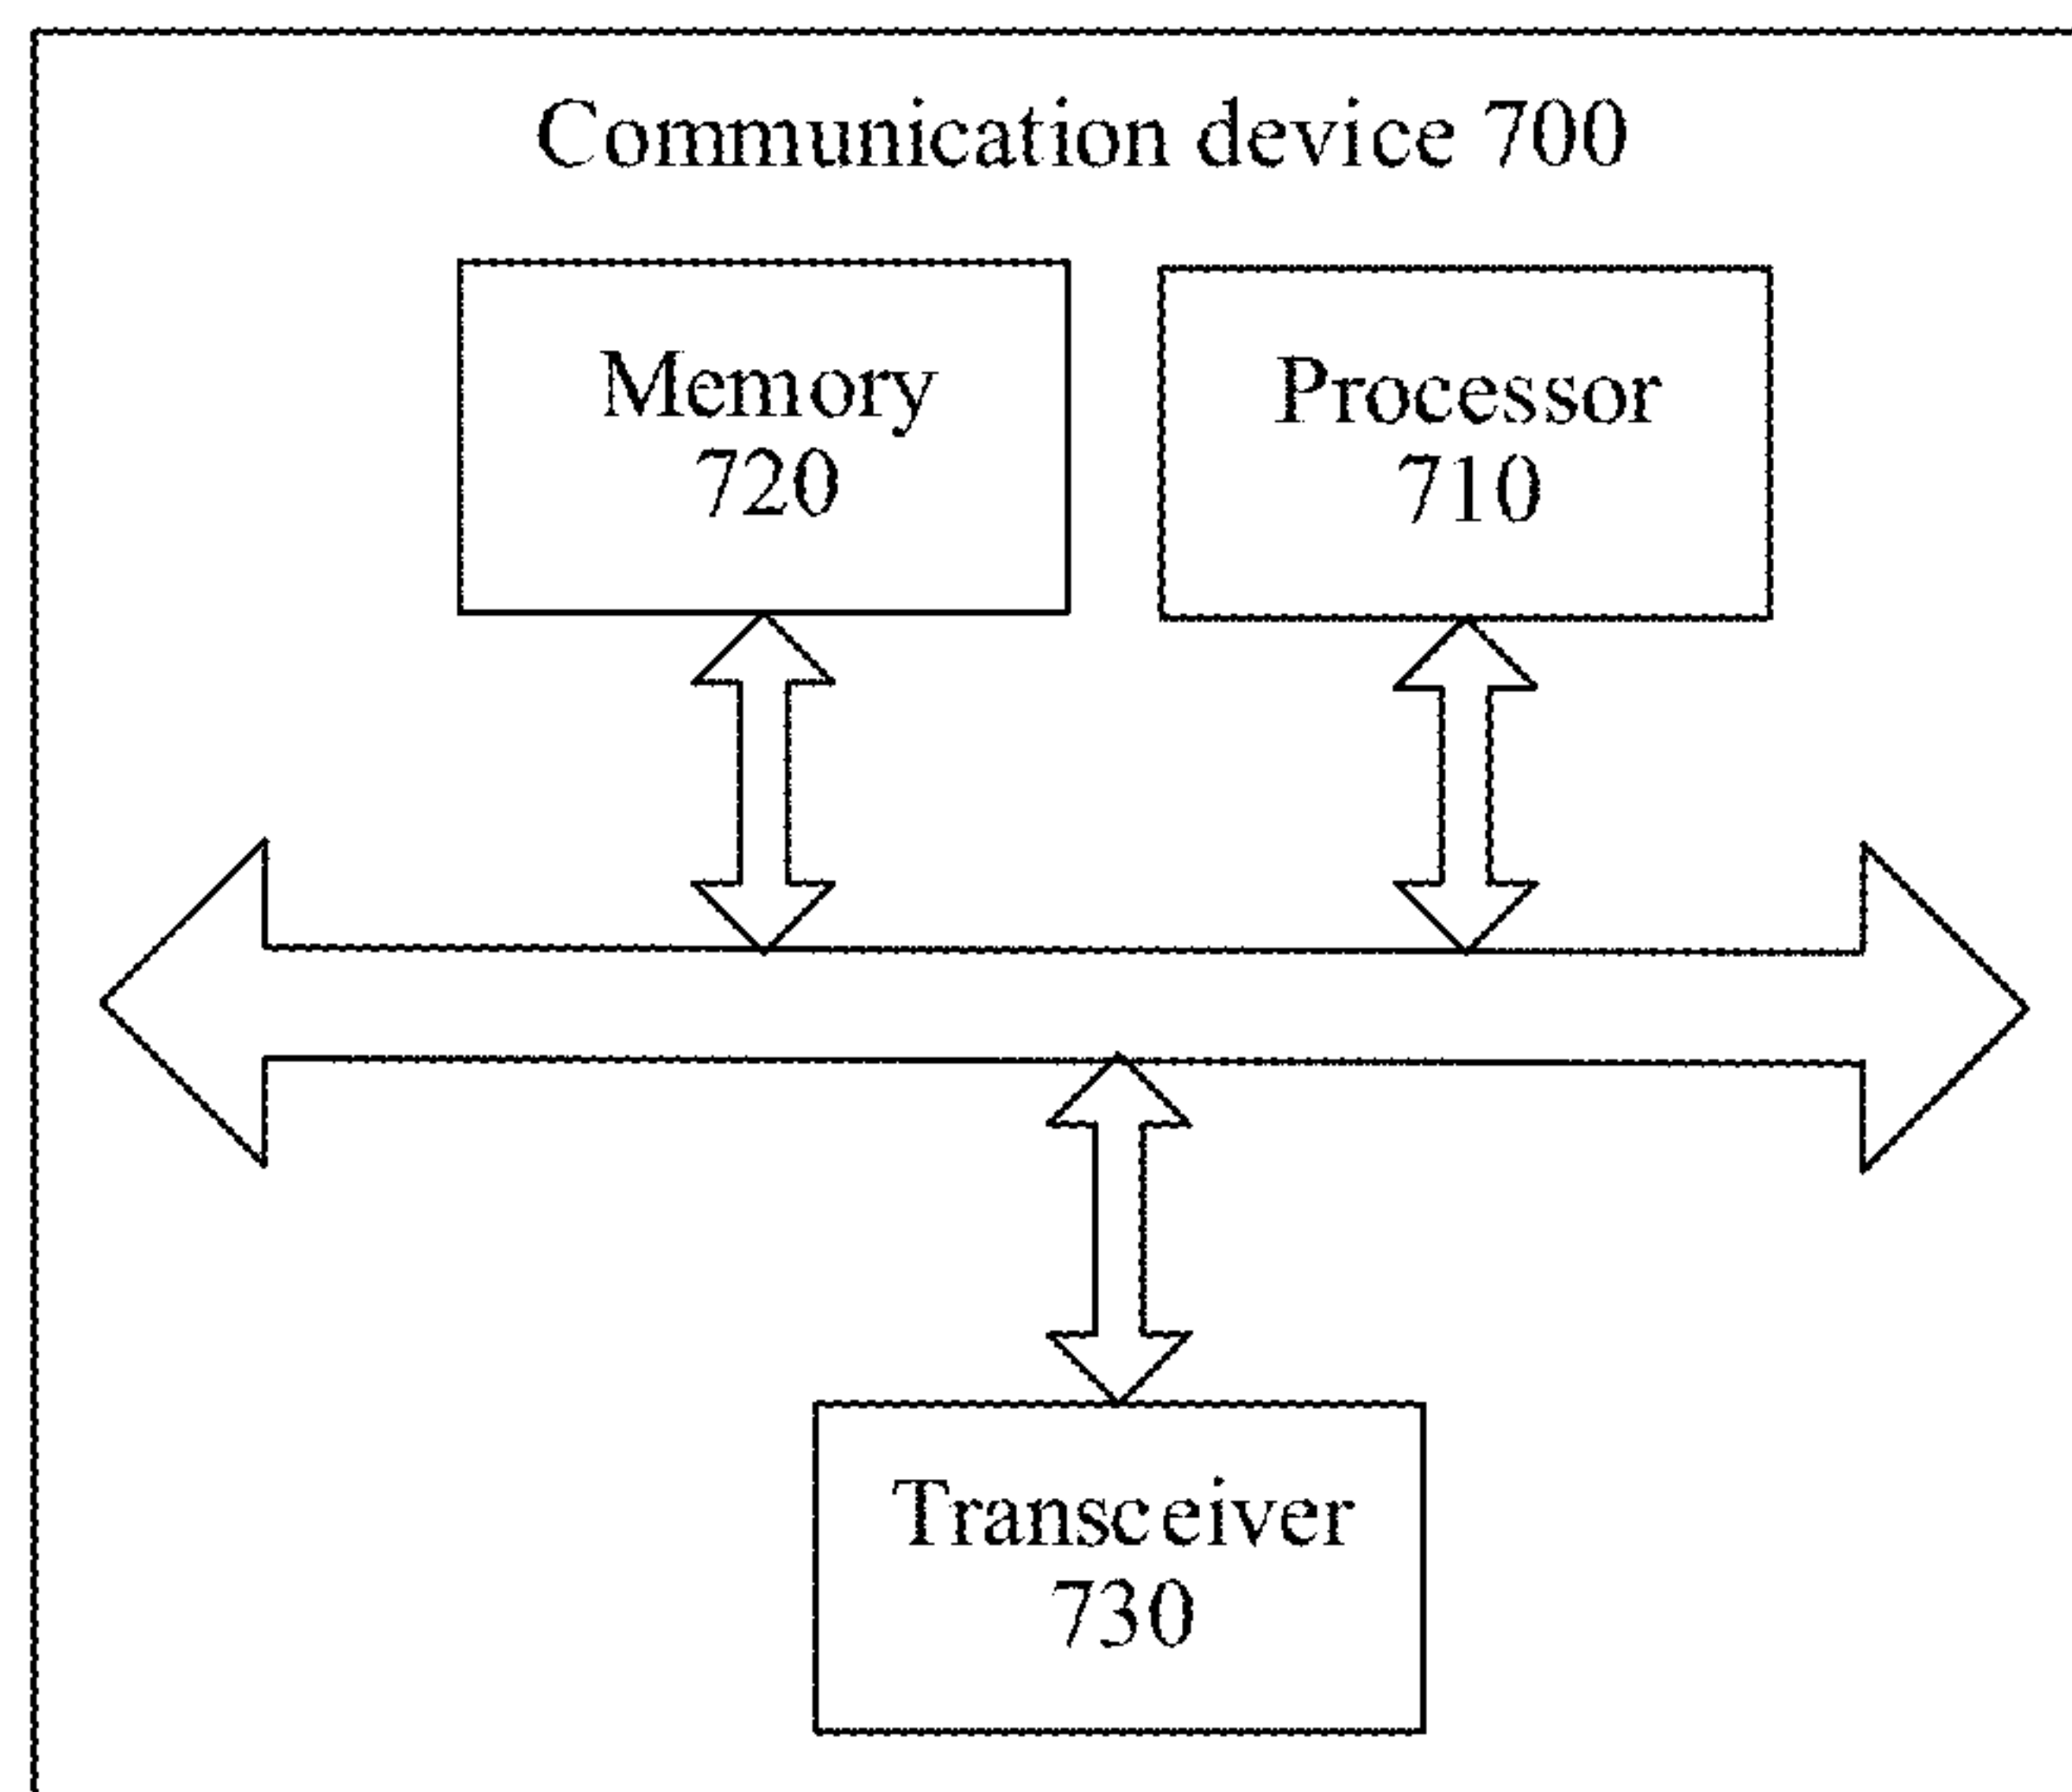 Communication device 700
Memory
720
Processor
710
Transceiver
730